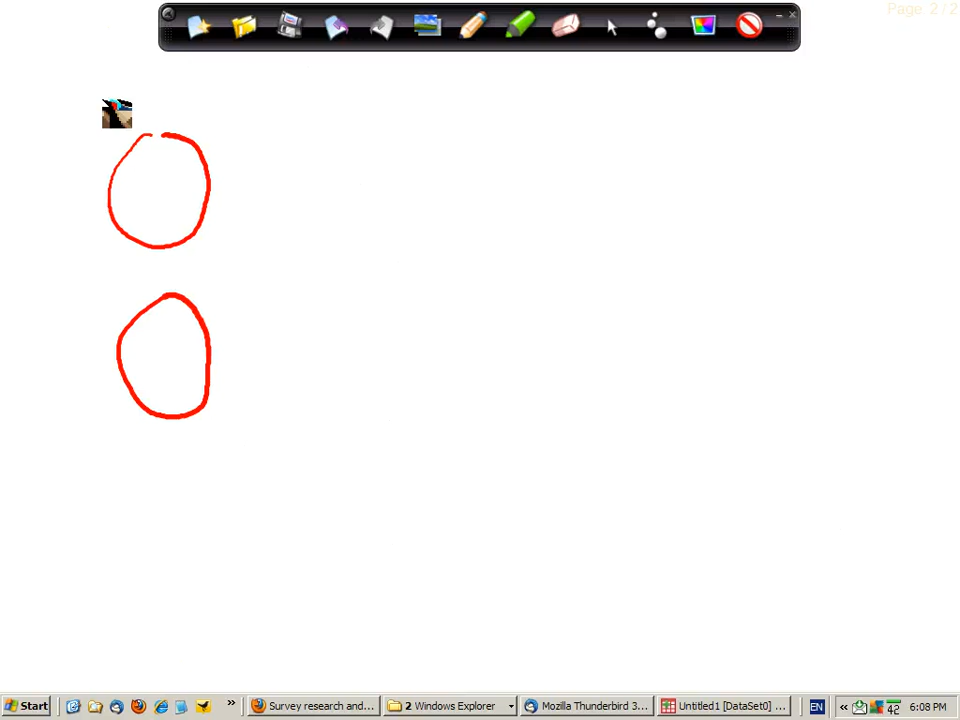 Page: 2 / 2
Start
»
Survey research and...
2 Windows Explorer
Mozilla Thunderbird 3...
Untitled1 [DataSet0] ...
EN
«
42
6:08 PM